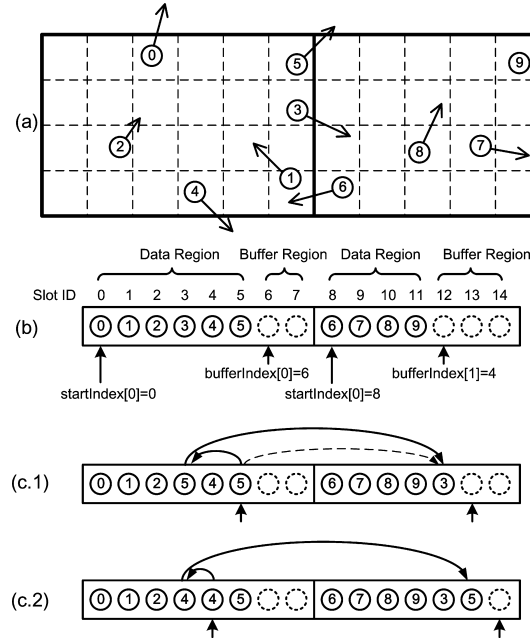 0
5
9
3
(a)
2
8
7
1
4
6
Data Region Buffer Region Data Region Buffer Region
Slot ID 0 1 2 3 4 5 6 7 8 9 10 11 12 13 14
(b) 0 1 2 3 4 5 6 7 8 9
bufferIndex[0]=6 bufferIndex[1]=4
startIndex[0]=0 startIndex[0]=8
(c.1) 0 1 2 5 4 5 6 7 8 9 3
(c.2) 0 1 2 4 4 5 6 7 8 9 3 5